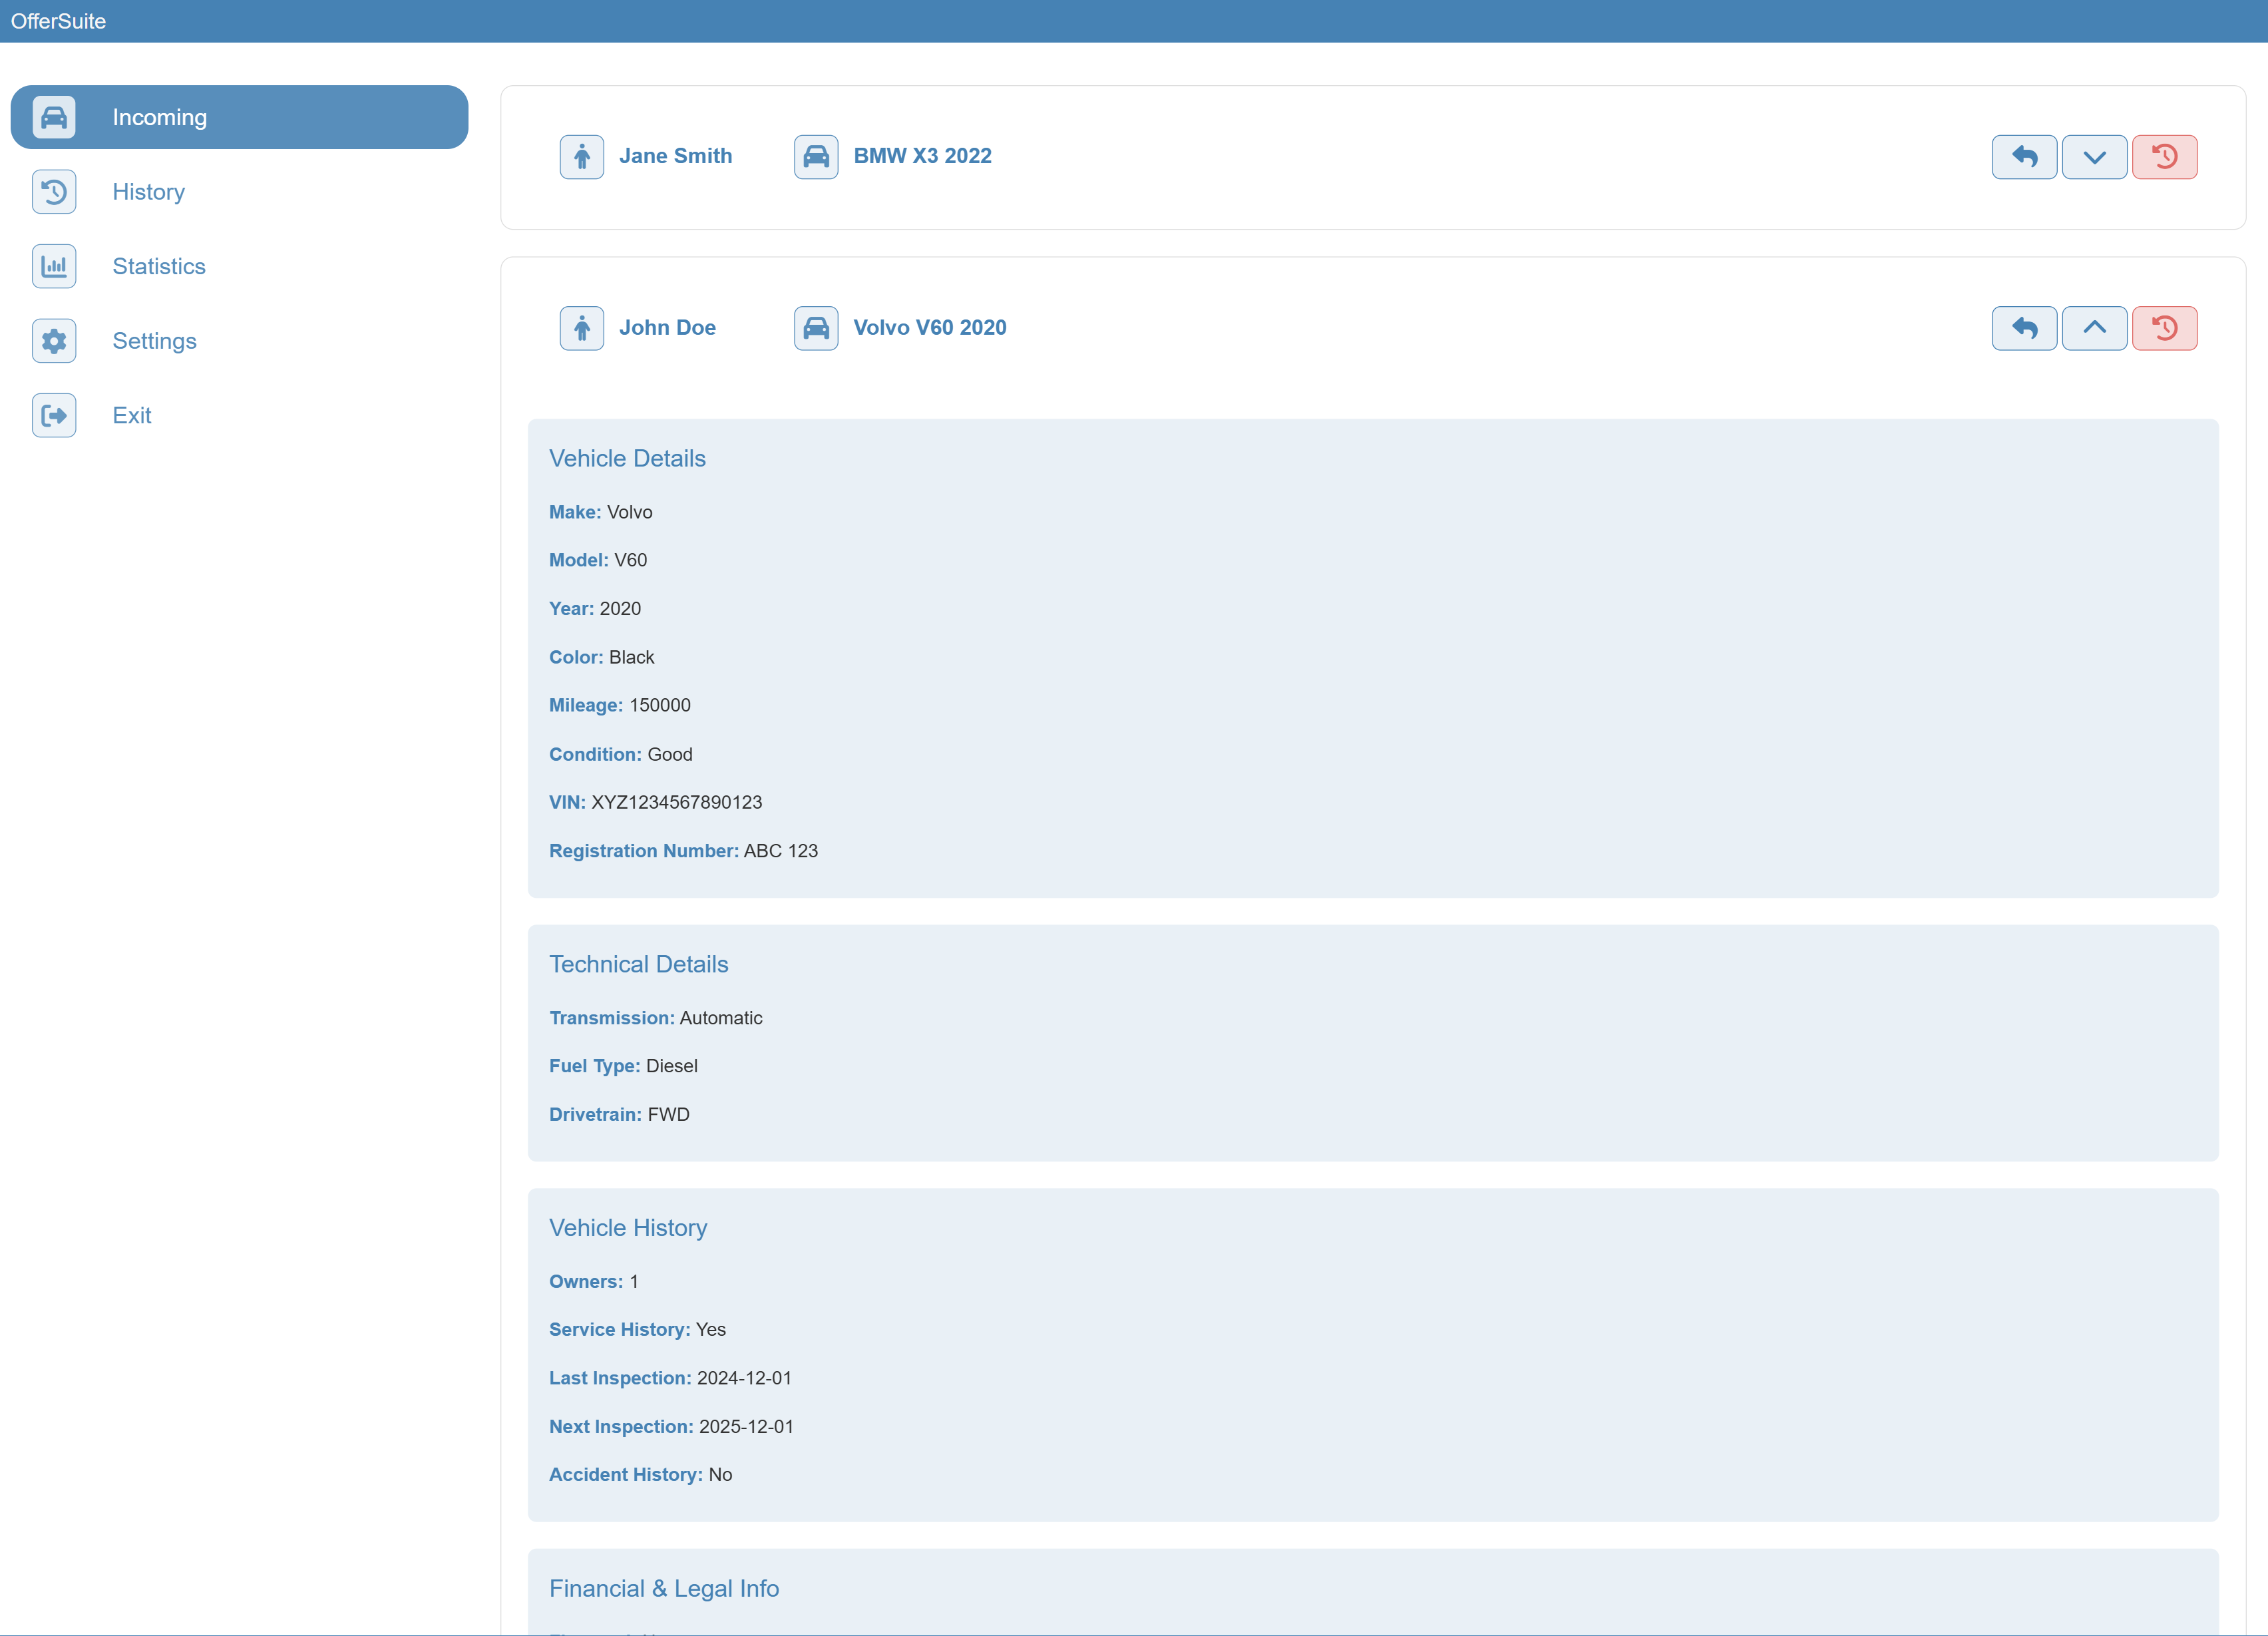 OfferSuite
Incoming
History
Statistics
Settings
Exit
Jane Smith
BMW X3 2022
John Doe
Volvo V60 2020
Vehicle Details
Make: Volvo
Model: V60
Year: 2020
Color: Black
Mileage: 150000
Condition: Good
VIN: XYZ1234567890123
Registration Number: ABC 123
Technical Details
Transmission: Automatic
Fuel Type: Diesel
Drivetrain: FWD
Vehicle History
Owners: 1
Service History: Yes
Last Inspection: 2024-12-01
Next Inspection: 2025-12-01
Accident History: No
Financial & Legal Info